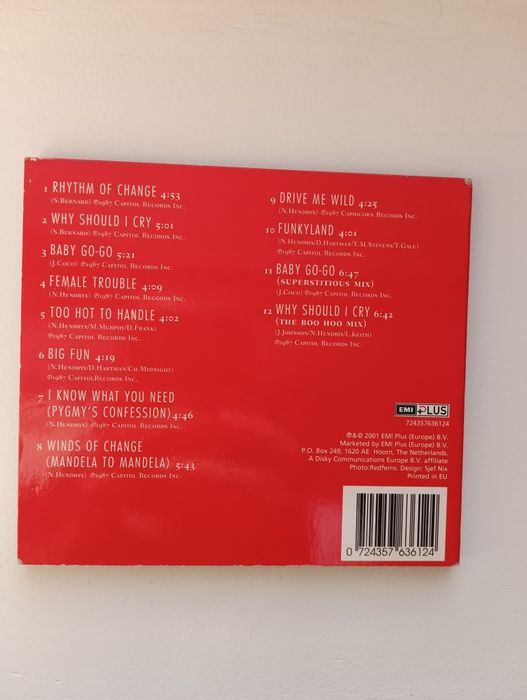 1 RHYTHM OF CHANGE 4:53
(S.BERNARD) ℗1987 CAPITOL RECORDS INC.
2 WHY SHOULD I CRY 5:01
(S.BERNARD) ℗1987 CAPITOL RECORDS INC.
3 BABY GO-GO 5:21
(J.COCO) ℗1987 CAPITOL RECORDS INC.
4 FEMALE TROUBLE 4:09
(N.HENDRYX) ℗1987 CAPITOL RECORDS INC.
5 TOO HOT TO HANDLE 4:02
(N.HENDRYX/M.MURPHY/D.FRANK)
℗1987 CAPITOL RECORDS INC.
6 BIG FUN 4:19
(N.HENDRYX/D.HARTMAN/CH.MIDNIGHT)
℗1987 CAPITOLRECORDS INC.
7 I KNOW WHAT YOU NEED
(PYGMY'S CONFESSION) 4:46
(N.HENDRYX) ℗1987 CAPITOL RECORDS INC.
8 WINDS OF CHANGE
(MANDELA TO MANDELA) 5:43
(N.HENDRYX) ℗1987 CAPITOL RECORDS INC.
9 DRIVE ME WILD 4:25
(N.HENDRYX) ℗1987 CAPRICORN RECORDS INC.
10 FUNKYLAND 4:01
(N.HENDRIX/D.HARTMAN/T.M.STEVENS/T.GALE)
℗1987 CAPITOL RECORDS INC.
11 BABY GO-GO 6:47
(SUPERSTITIOUS MIX)
(J.COCO) ℗1987 CAPITOL RECORDS INC.
12 WHY SHOULD I CRY 6:42
(THE BOO HOO MIX)
(J.JOHNSON/N.HENDRIX/L.KEITH)
℗1987 CAPITOL RECORDS INC.
EMI PLUS
724357636124
℗&© 2001 EMI Plus (Europe) B.V.
Marketed by EMI Plus (Europe) B.V.
P.O. Box 249, 1620 AE Hoorn, The Netherlands.
A Disky Communications Europe B.V. affiliate
Photo:Redferns. Design: Sjef Nix
Printed in EU
0 724357 636124